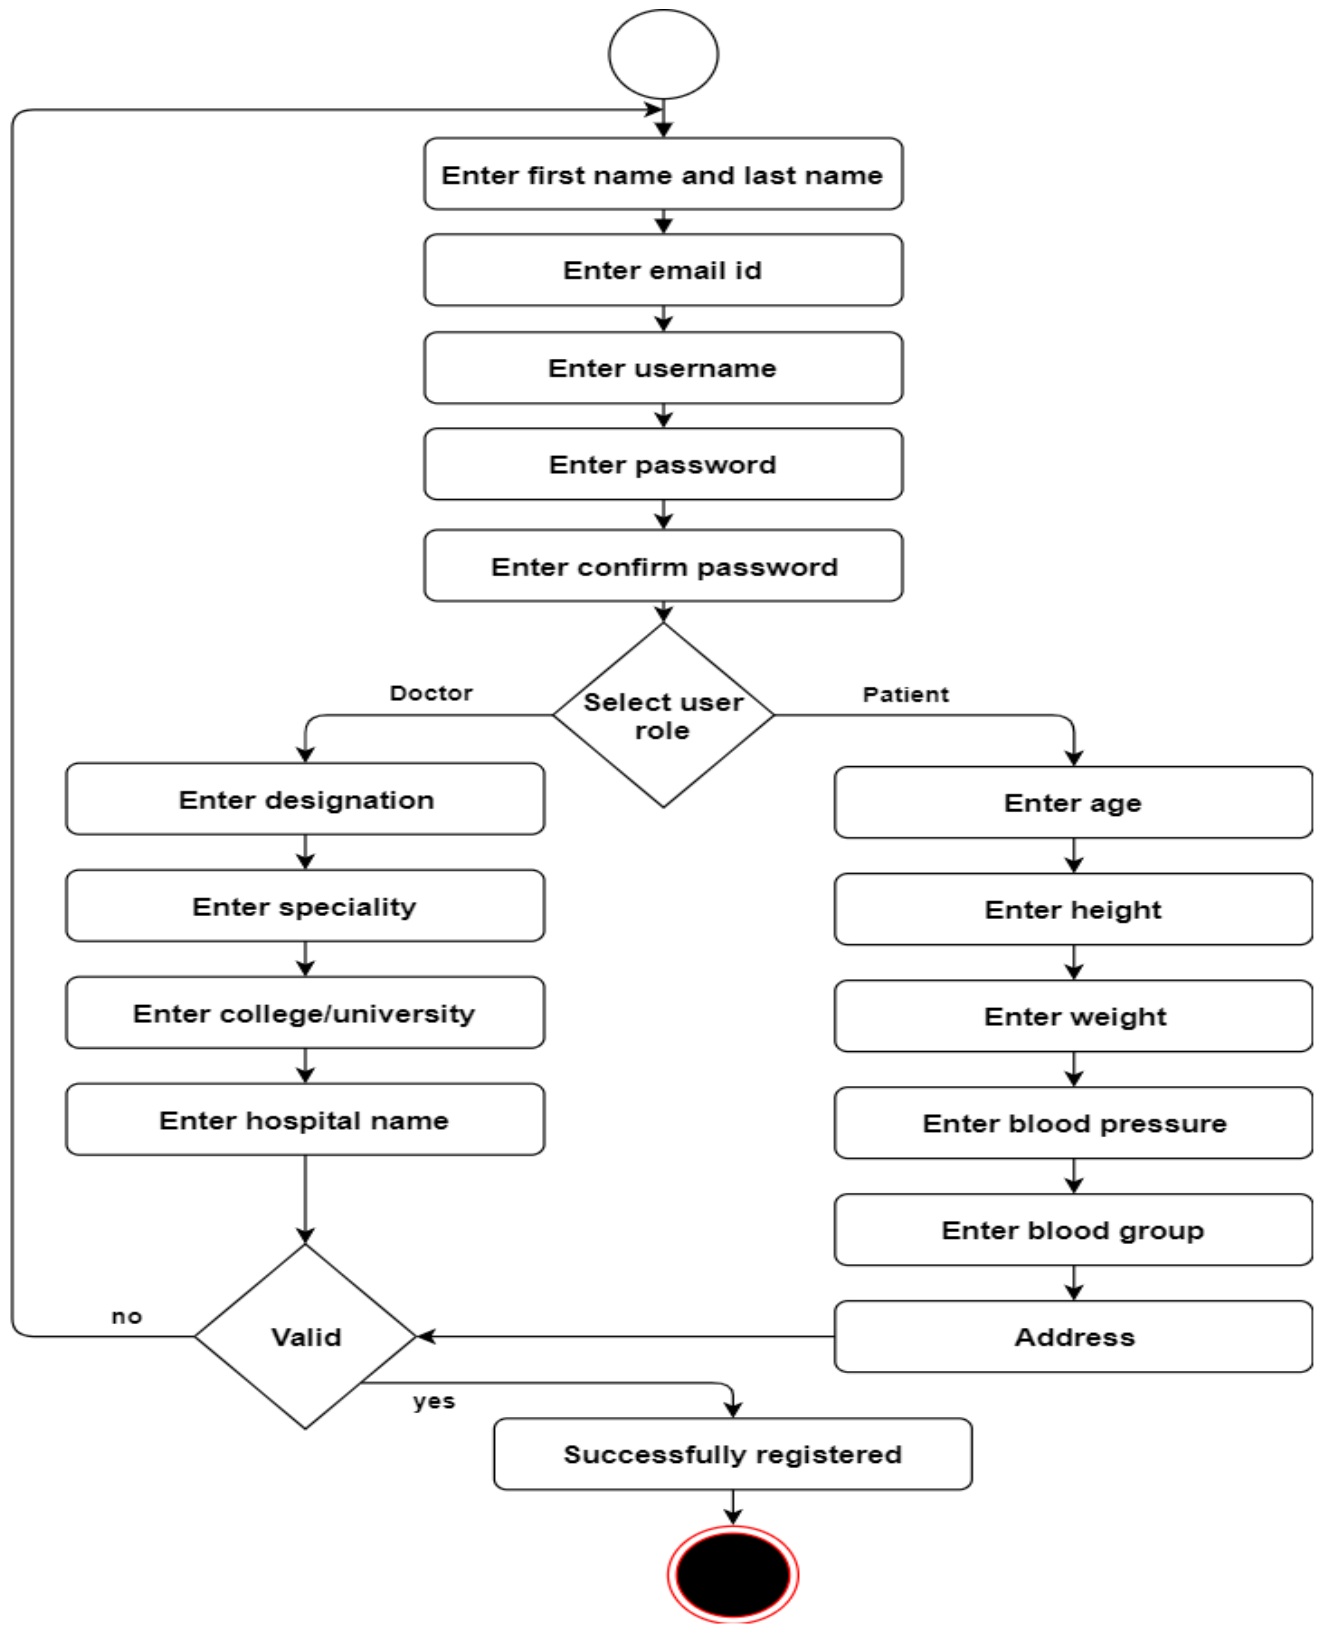 Enter first name and last name
Enter email id
Enter username
Enter password
Enter confirm password
Select user
role
Doctor
Patient
Enter designation
Enter speciality
Enter college/university
Enter hospital name
Enter age
Enter height
Enter weight
Enter blood pressure
Enter blood group
Address
Valid
no
yes
Successfully registered